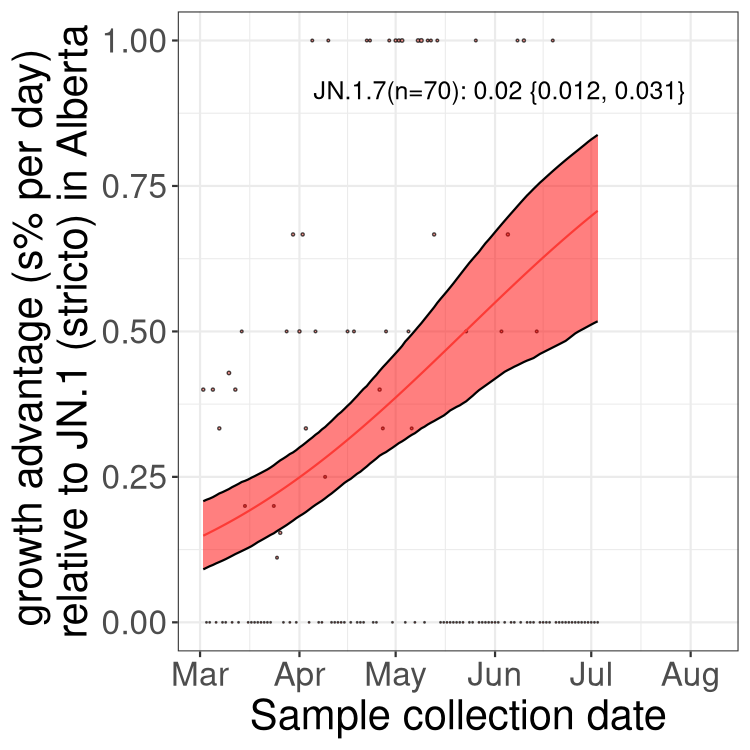 growth advantage (s% per day)
relative to JN.1 (stricto) in Alberta
1.00
0.75
0.50
0.25
0.00
JN.1.7(n=70): 0.02 {0.012, 0.031}
Mar Apr May Jun Jul Aug
Sample collection date